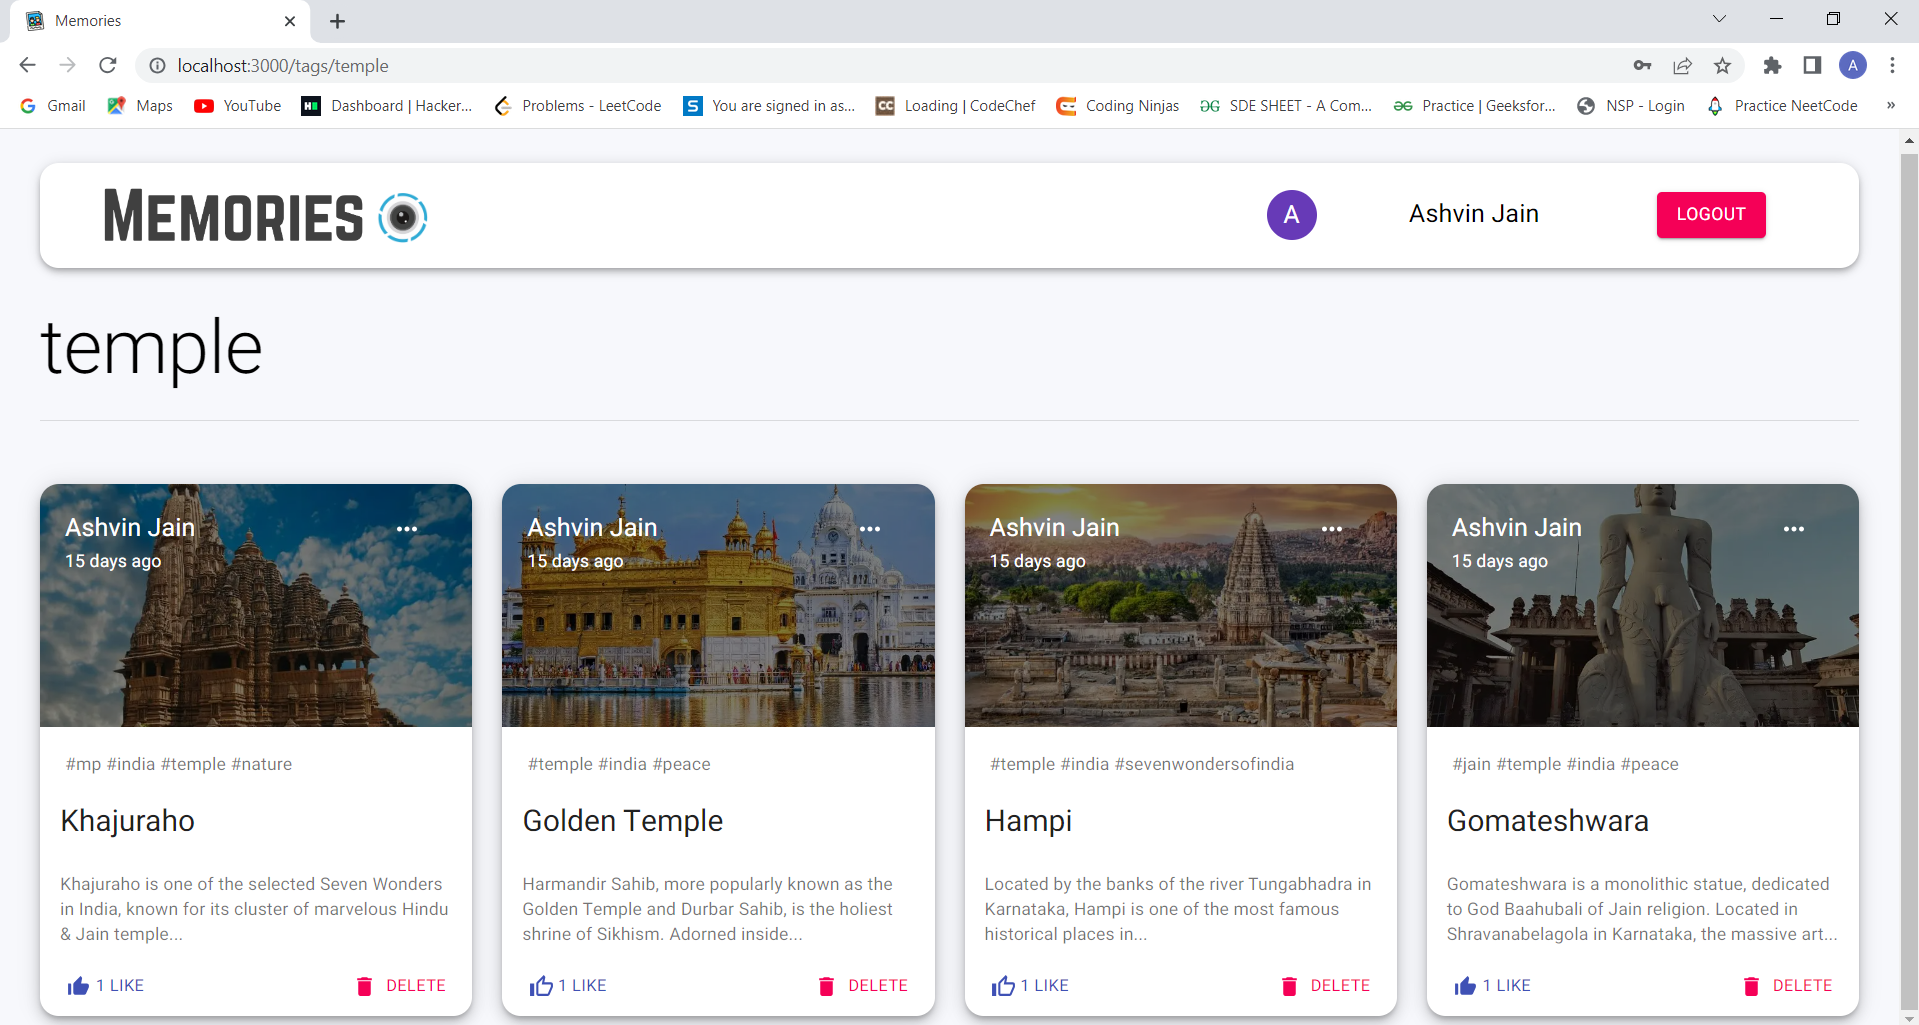 Memories
localhost:3000/tags/temple
A
Gmail Maps YouTube Dashboard | Hacker... Problems - LeetCode You are signed in as... Loading | CodeChef Coding Ninjas SDE SHEET - A Com... Practice | Geeksfor... NSP - Login Practice NeetCode »
MEMORIES A Ashvin Jain LOGOUT
temple
Ashvin Jain
15 days ago
#mp #india #temple #nature
Khajuraho
Khajuraho is one of the selected Seven Wonders
in India, known for its cluster of marvelous Hindu
& Jain temple...
1 LIKE DELETE
Ashvin Jain
15 days ago
#temple #india #peace
Golden Temple
Harmandir Sahib, more popularly known as the
Golden Temple and Durbar Sahib, is the holiest
shrine of Sikhism. Adorned inside...
1 LIKE DELETE
Ashvin Jain
15 days ago
#temple #india #sevenwondersofindia
Hampi
Located by the banks of the river Tungabhadra in
Karnataka, Hampi is one of the most famous
historical places in...
1 LIKE DELETE
Ashvin Jain
15 days ago
#jain #temple #india #peace
Gomateshwara
Gomateshwara is a monolithic statue, dedicated
to God Baahubali of Jain religion. Located in
Shravanabelagola in Karnataka, the massive art...
1 LIKE DELETE